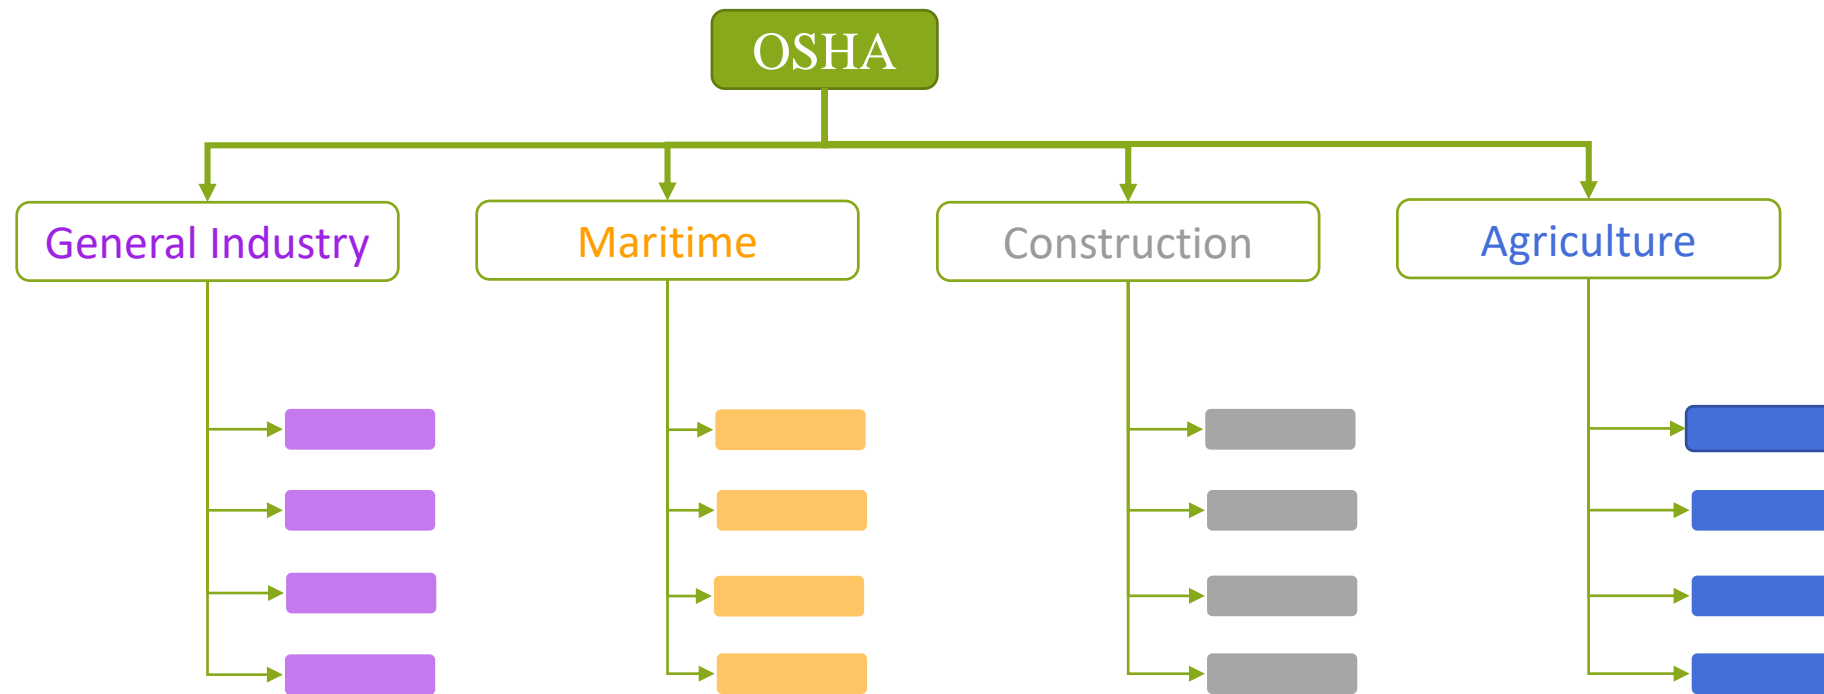 OSHA
General Industry
Maritime
Construction
Agriculture